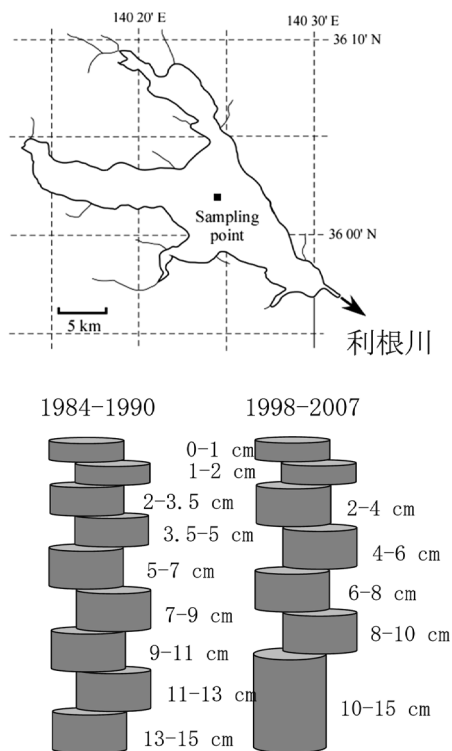 140 20' E
140 30' E
36 10' N
Sampling
point
36 00' N
5 km
利根川
1984-1990
1998-2007
0-1 cm
1-2 cm
2-3.5 cm
2-4 cm
3.5-5 cm
4-6 cm
5-7 cm
6-8 cm
7-9 cm
8-10 cm
9-11 cm
11-13 cm
10-15 cm
13-15 cm